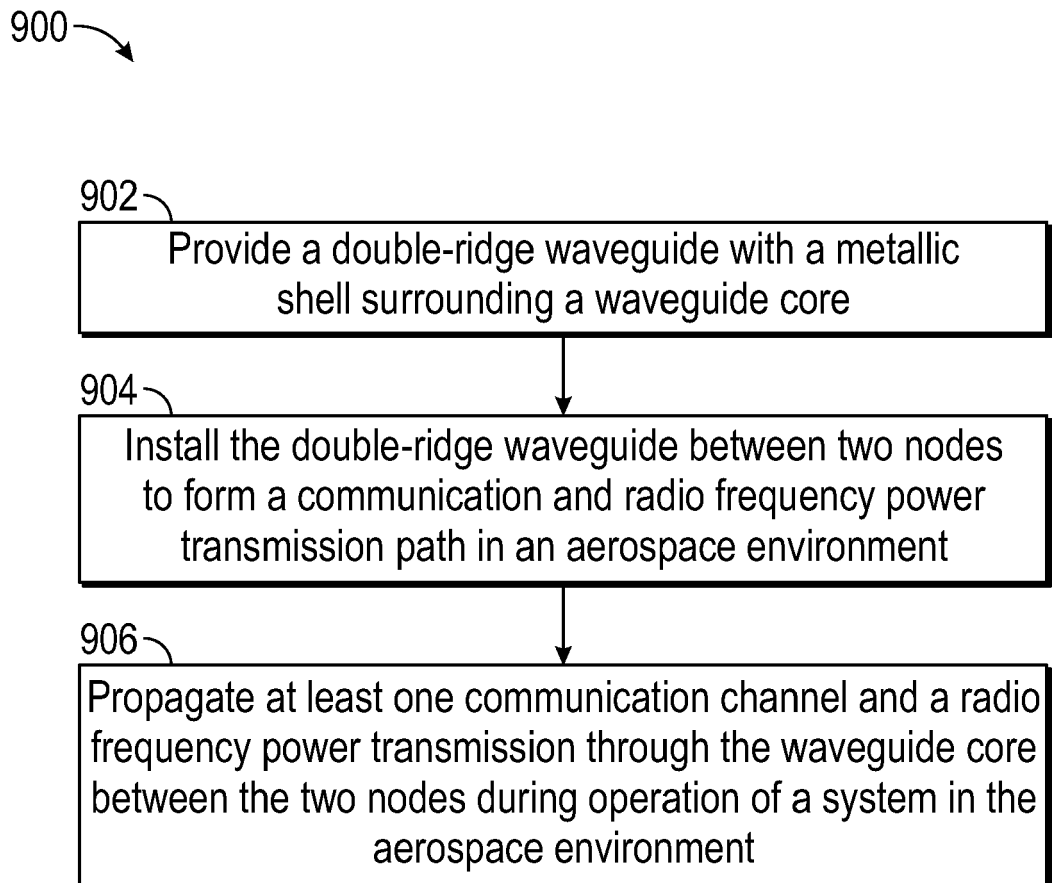 900
902
Provide a double-ridge waveguide with a metallic
shell surrounding a waveguide core
904
Install the double-ridge waveguide between two nodes
to form a communication and radio frequency power
transmission path in an aerospace environment
906
Propagate at least one communication channel and a radio
frequency power transmission through the waveguide core
between the two nodes during operation of a system in the
aerospace environment